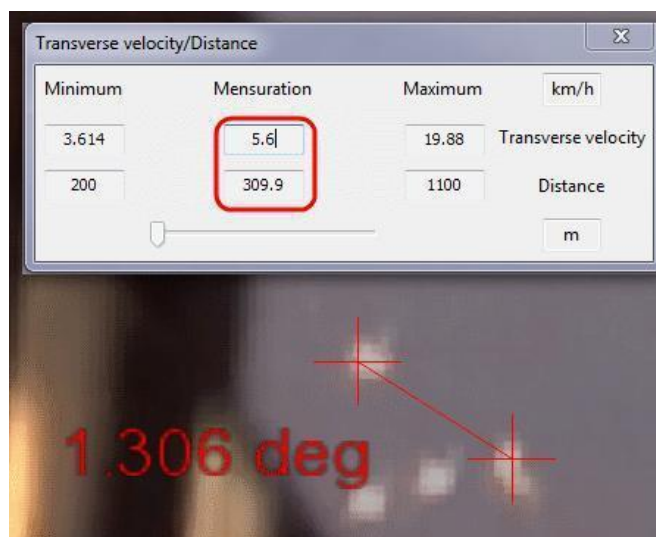 Transverse velocity/Distance
Minimum Mensuration Maximum km/h
3.614 5.6 19.88 Transverse velocity
200 309.9 1100 Distance
m
1.306 deg